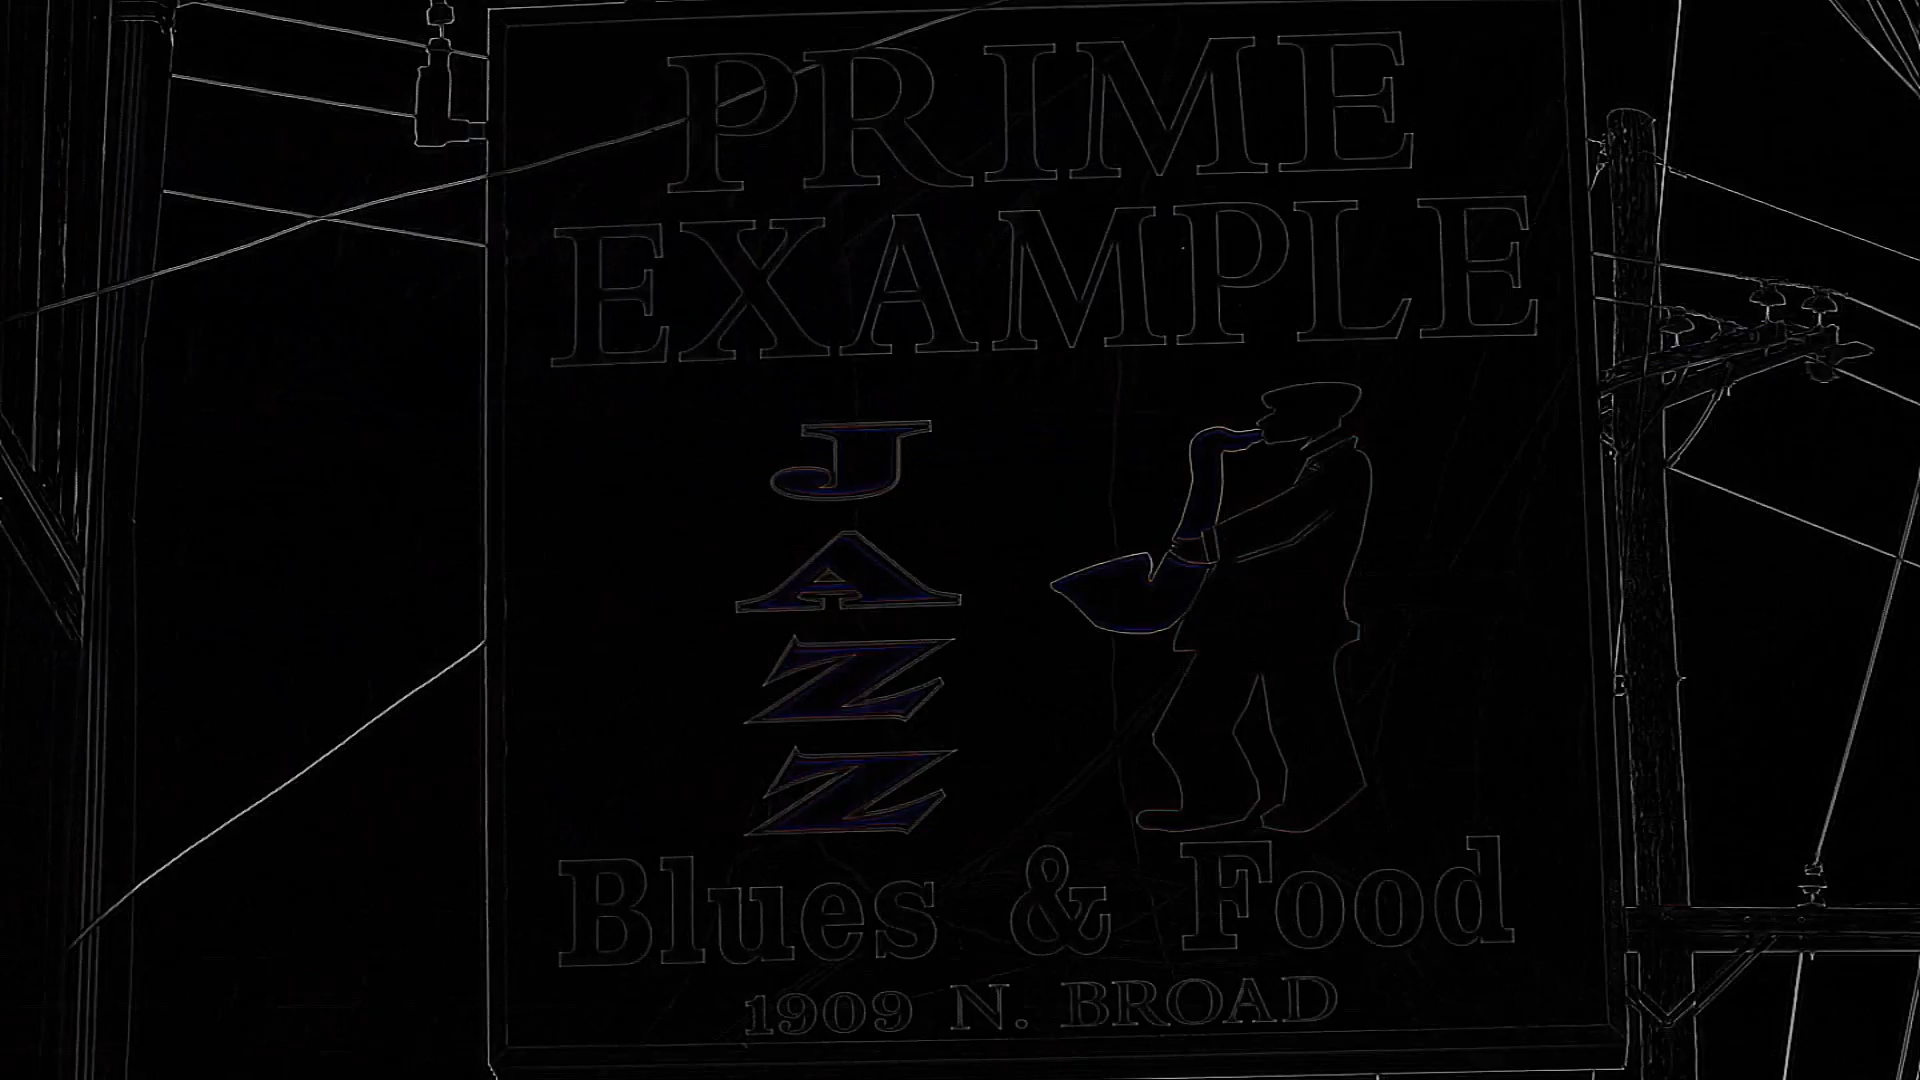 PRIME
EXAMPLE
JAZZ
Blues & Food
1909 N. BROAD